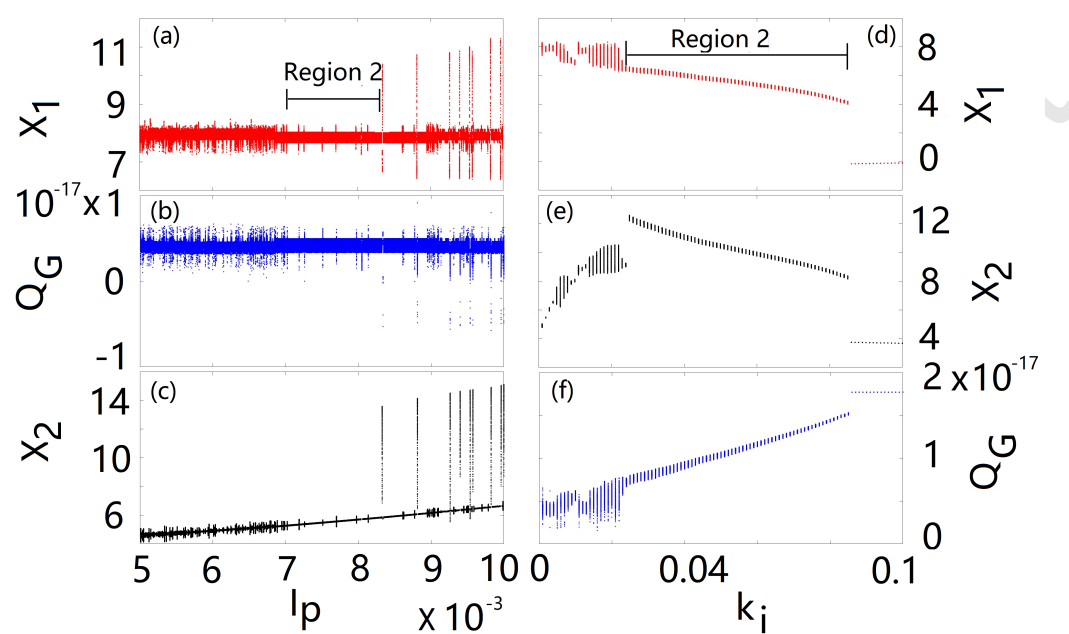 (a)
11
9
7
X1
Region 2
(b)
10-17 x 1
0
-1
QG
(c)
14
10
6
X2
5 6 7 8 9 10
Ip
X 10-3
(d)
8
4
0
X1
Region 2
(e)
12
8
4
X2
(f)
2 x10-17
1
0
QG
0 0.04 0.1
ki